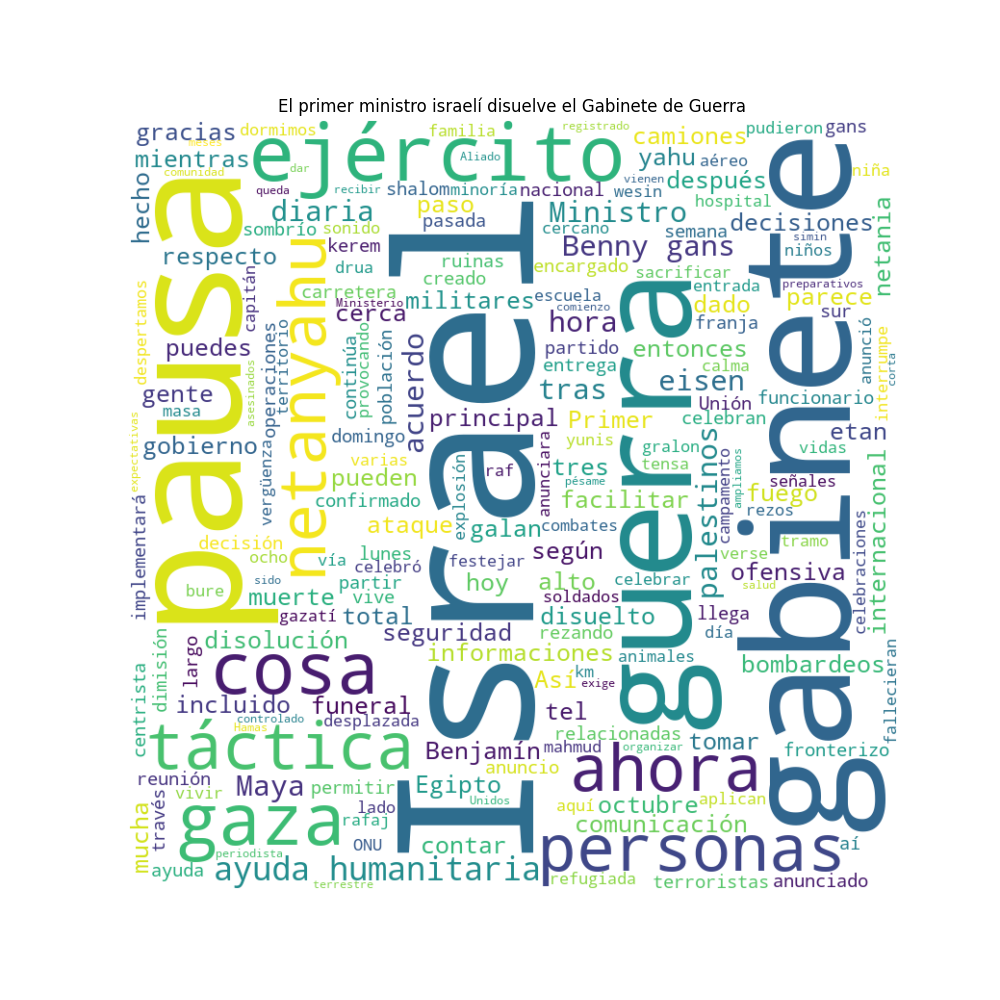 El primer ministro israelí disuelve el Gabinete de Guerra
gracias
dormimos
meses
ejército
familia
Aliado
registrado
camiones
pudieron
gans
mientras
comunidad
dar
yahu
aéreo
hecho
pausa
queda
recibir
shalom
minoría
nacional
vienen
wesin
después
niña
diaria
paso
hospital
sombrío
sonido
pasada
Israel
Ministro
cercano
semana
decisiones
simin
gabinete
netania
respecto
netanyahu
kerem
Benny gans
niños
despertamos
capitán
drua
ruinas
creado
encargado
sacrificar
entrada
preparativos
carretera
Ministerio
cerca
militares
escuela
comienzo
guerra
dado
parece
sur
puedes
operaciones
territorio
continúa
provocando
población
acuerdo
hora
franja
anunció
interrumpe
corta
partido
entonces
calma
gente
asesinados
entrega
tras
eisen
funcionario
masa
principal
Primer
Unión
celebran
etan
expectativas
gobierno
vergüenza
domingo
yunis
gralon
vidas
varias
explosión
raf
anunciara
tres
tensa
palestinos
campamento
ampliamos
señales
pueden
pésame
confirmado
facilitar
fuego
internacional
implementará
ataque
galan
combates
rezos
decisión
ocho
vía
lunes
celebró
festejar
según
verse
tramo
celebraciones
sido
partir
hoy
alto
celebrar
ofensiva
bure
muerte
vive
soldados
salud
gazatí
total
disuelto
llega
disolución
seguridad
rezando
día
centrista
dimisión
largo
cosa
informaciones
animales
bombardeos
fallecieran
Así
km
exige
incluido
funeral
controlado
desplazada
tel
táctica
Hamas
relacionadas
tomar
fronterizo
Benjamín
mahmud
organizar
reunión
anuncio
ahora
vivir
Maya
permitir
Egipto
Unidos
mucha
través
gaza
lado
rafaj
aquí
octubre
aplican
comunicación
periodista
ONU
contar
personas
aí
ayuda
ayuda humanitaria
terrestre
refugiada
terroristas
anunciado